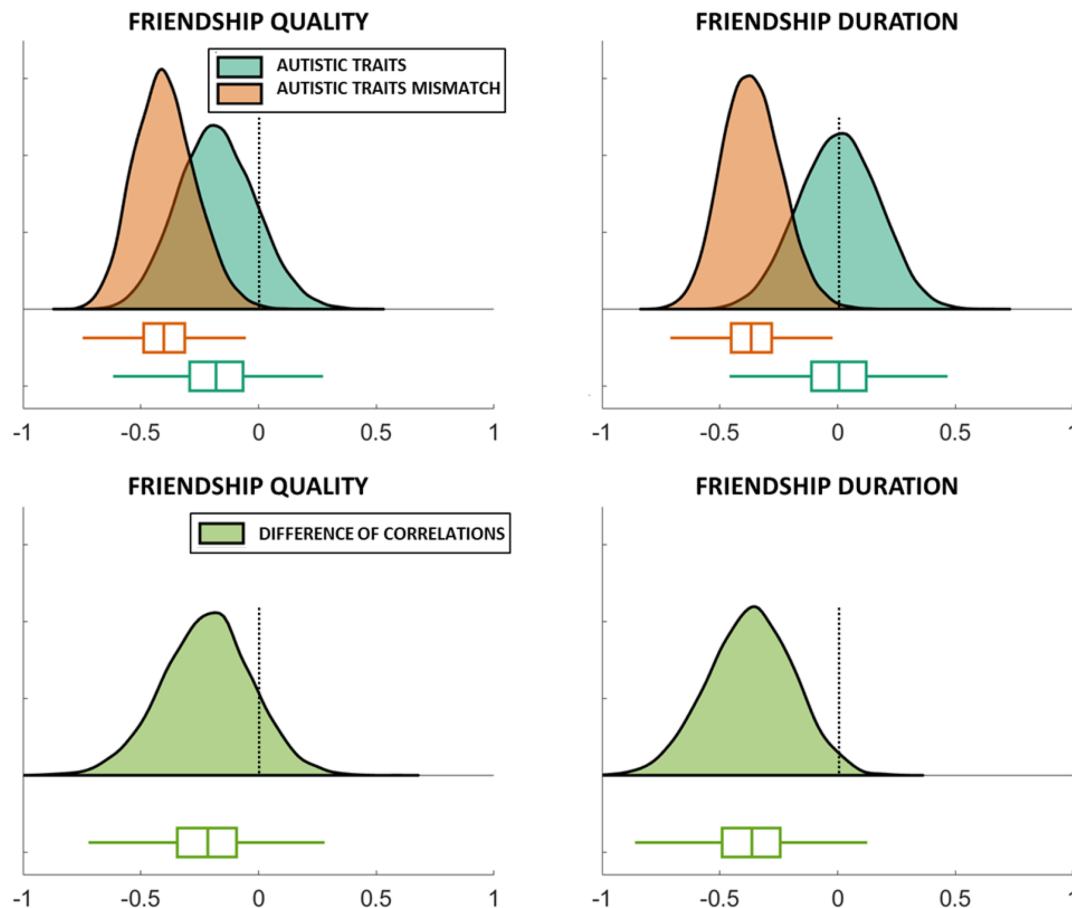 FRIENDSHIP QUALITY
AUTISTIC TRAITS
AUTISTIC TRAITS MISMATCH
-1 -0.5 0 0.5 1
FRIENDSHIP DURATION
-1 -0.5 0 0.5 1
FRIENDSHIP QUALITY
DIFFERENCE OF CORRELATIONS
-1 -0.5 0 0.5 1
FRIENDSHIP DURATION
-1 -0.5 0 0.5 1